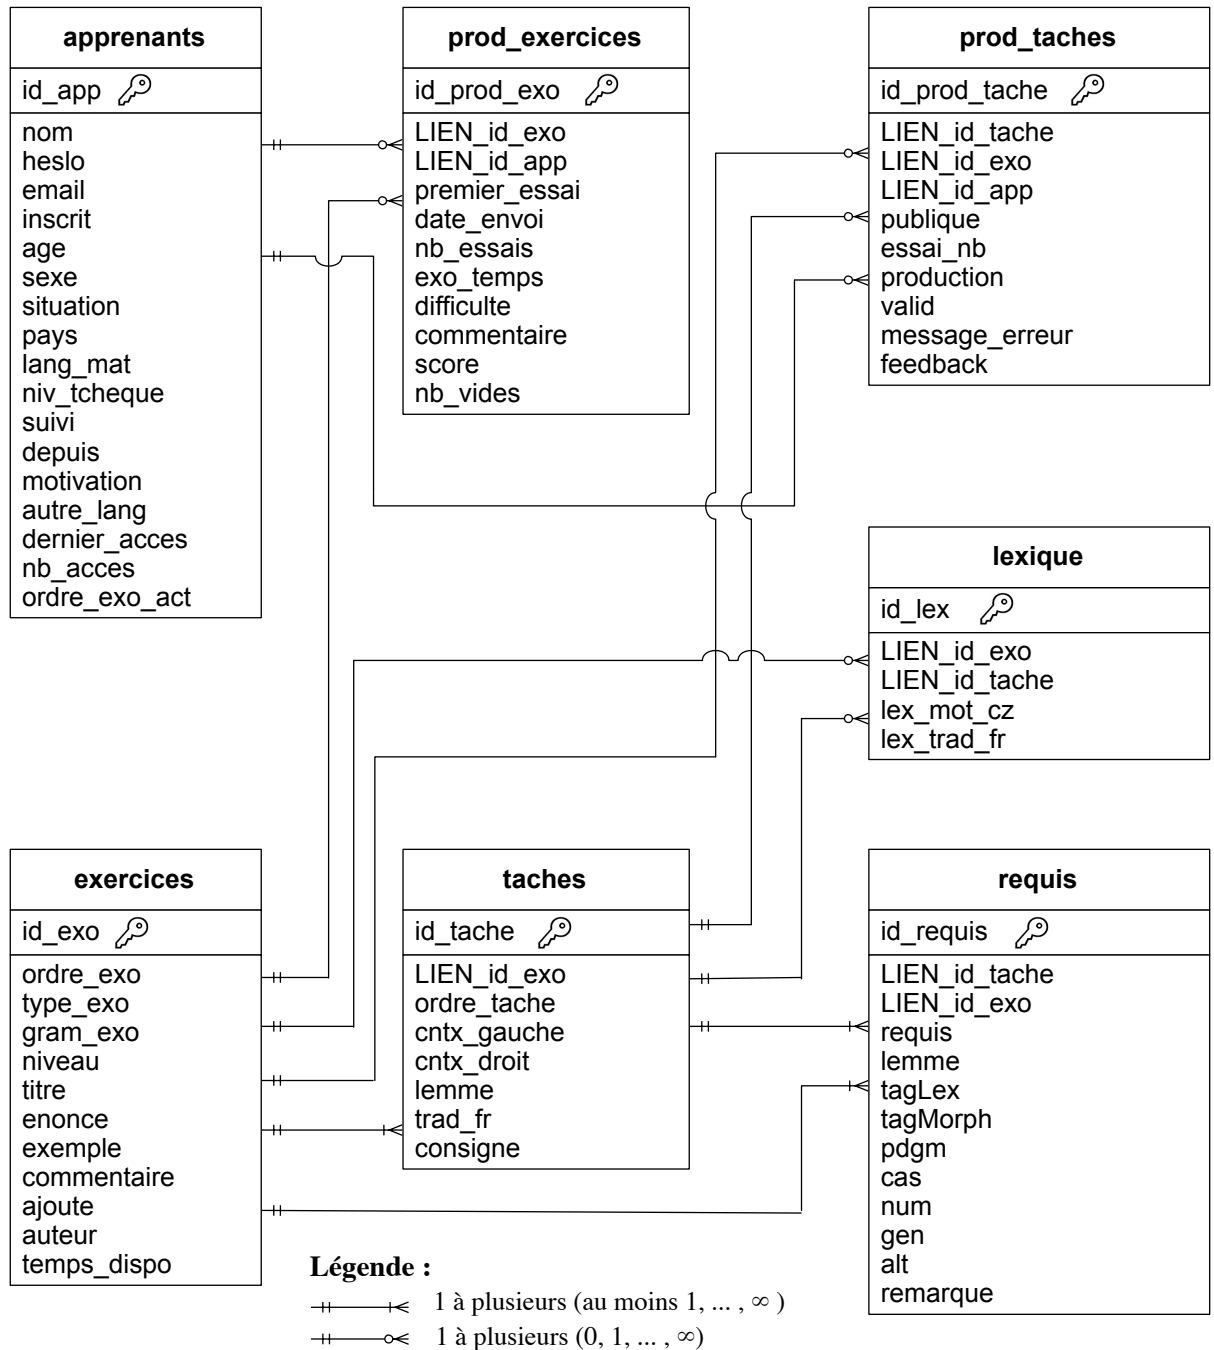 apprenants
id_app
nom
heslo
email
inscrit
age
sexe
situation
pays
lang_mat
niv_tcheque
suivi
depuis
motivation
autre_lang
dernier_acces
nb_acces
ordre_exo_act
prod_exercices
id_prod_exo
LIEN_id_exo
LIEN_id_app
premier_essai
date_envoi
nb_essais
exo_temps
difficulte
commentaire
score
nb_vides
prod_taches
id_prod_tache
LIEN_id_tache
LIEN_id_exo
LIEN_id_app
publique
essai_nb
production
valid
message_erreur
feedback
lexique
id_lex
LIEN_id_exo
LIEN_id_tache
lex_mot_cz
lex_trad_fr
exercices
id_exo
ordre_exo
type_exo
gram_exo
niveau
titre
enonce
exemple
commentaire
ajoute
auteur
temps_dispo
taches
id_tache
LIEN_id_exo
ordre_tache
cntx_gauche
cntx_droit
lemme
trad_fr
consigne
requis
id_requis
LIEN_id_tache
LIEN_id_exo
requis
lemme
tagLex
tagMorph
pdgm
cas
num
gen
alt
remarque
Légende :
1 à plusieurs (au moins 1, ... , ∞ )
1 à plusieurs (0, 1, ... , ∞)